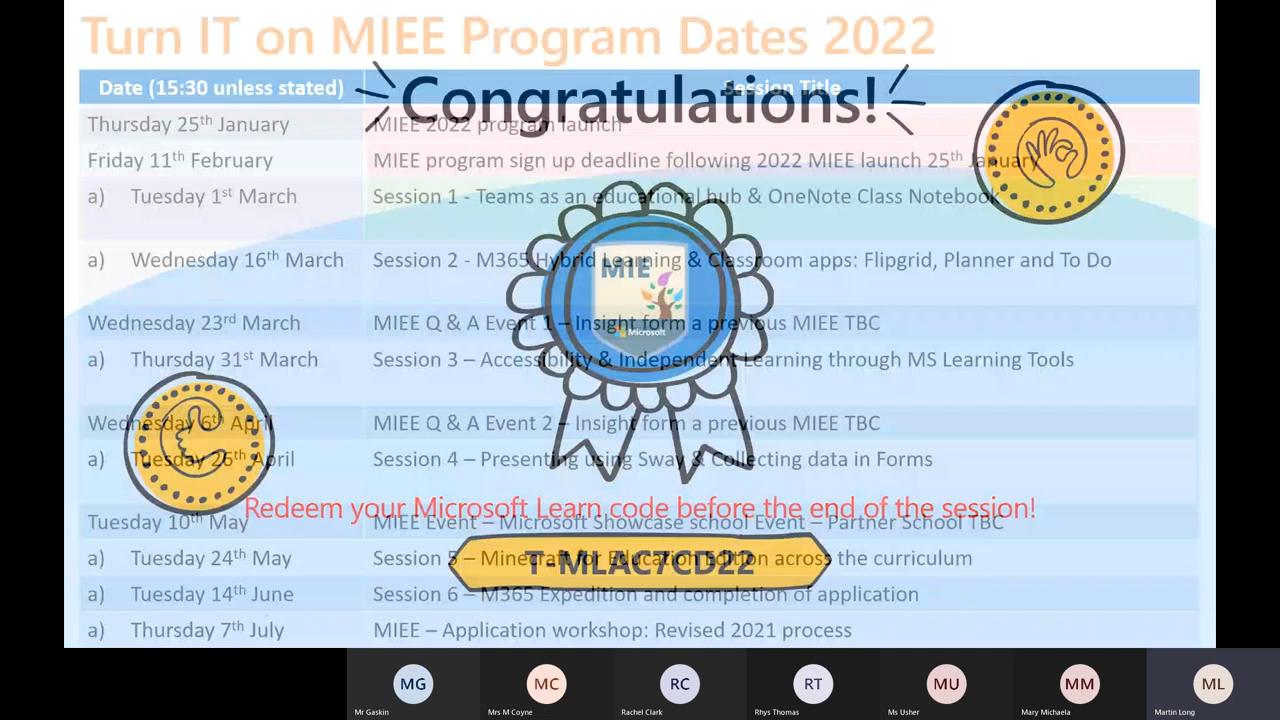 Turn IT on MIEE Program Dates 2022
Date (15:30 unless stated) Session Title
Congratulations!
Thursday 25th January MIEE 2022 program launch
Friday 11th February MIEE program sign up deadline following 2022 MIEE launch 25th January
a) Tuesday 1st March Session 1 - Teams as an educational hub & OneNote Class Notebook
a) Wednesday 16th March Session 2 - M365 Hybrid Learning & Classroom apps: Flipgrid, Planner and To Do
MIE
Wednesday 23rd March MIEE Q & A Event 1 – Insight form a previous MIEE TBC
Microsoft
a) Thursday 31st March Session 3 – Accessibility & Independent Learning through MS Learning Tools
Wednesday 6th April MIEE Q & A Event 2 – Insight form a previous MIEE TBC
a) Tuesday 26th April Session 4 – Presenting using Sway & Collecting data in Forms
Redeem your Microsoft Learn code before the end of the session!
Tuesday 10th May MIEE Event – Microsoft Showcase school Event – Partner School TBC
a) Tuesday 24th May Session 5 – Minecraft for Education Edition across the curriculum
T-MLAC7CD22
a) Tuesday 14th June Session 6 – M365 Expedition and completion of application
a) Thursday 7th July MIEE – Application workshop: Revised 2021 process
MG MC RC RT MU MM ML
Mr Gaskin Mrs M Coyne Rachel Clark Rhys Thomas Ms Usher Mary Michaela Martin Long